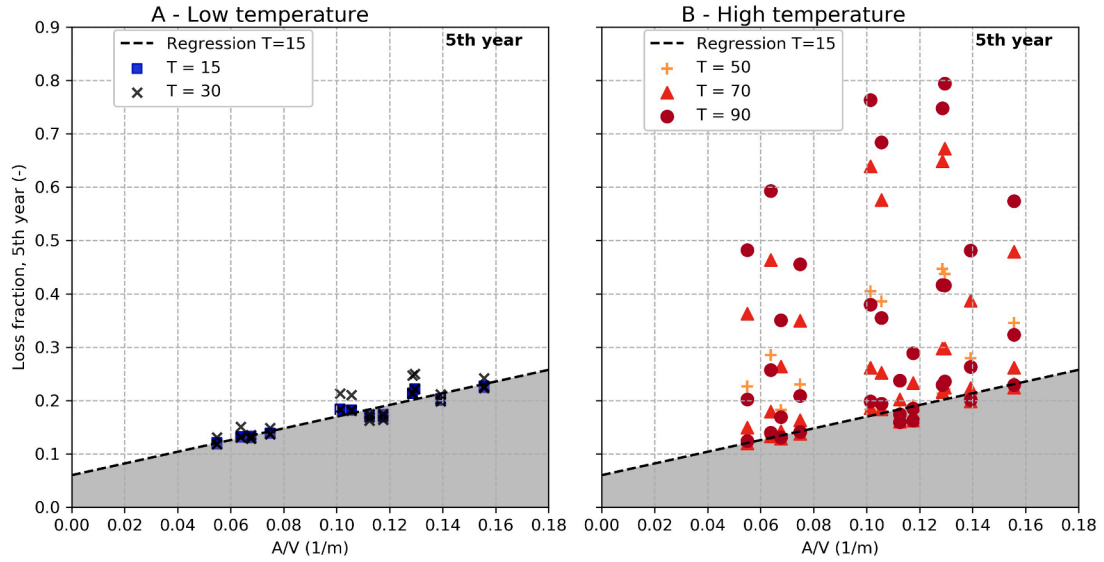 A - Low temperature
5th year
Regression T=15
T = 15
T = 30
0.9
0.8
0.7
0.6
0.5
0.4
0.3
0.2
0.1
0.0
Loss fraction, 5th year (-)
0.00 0.02 0.04 0.06 0.08 0.10 0.12 0.14 0.16 0.18
A/V (1/m)
B - High temperature
5th year
Regression T=15
T = 50
T = 70
T = 90
0.00 0.02 0.04 0.06 0.08 0.10 0.12 0.14 0.16 0.18
A/V (1/m)